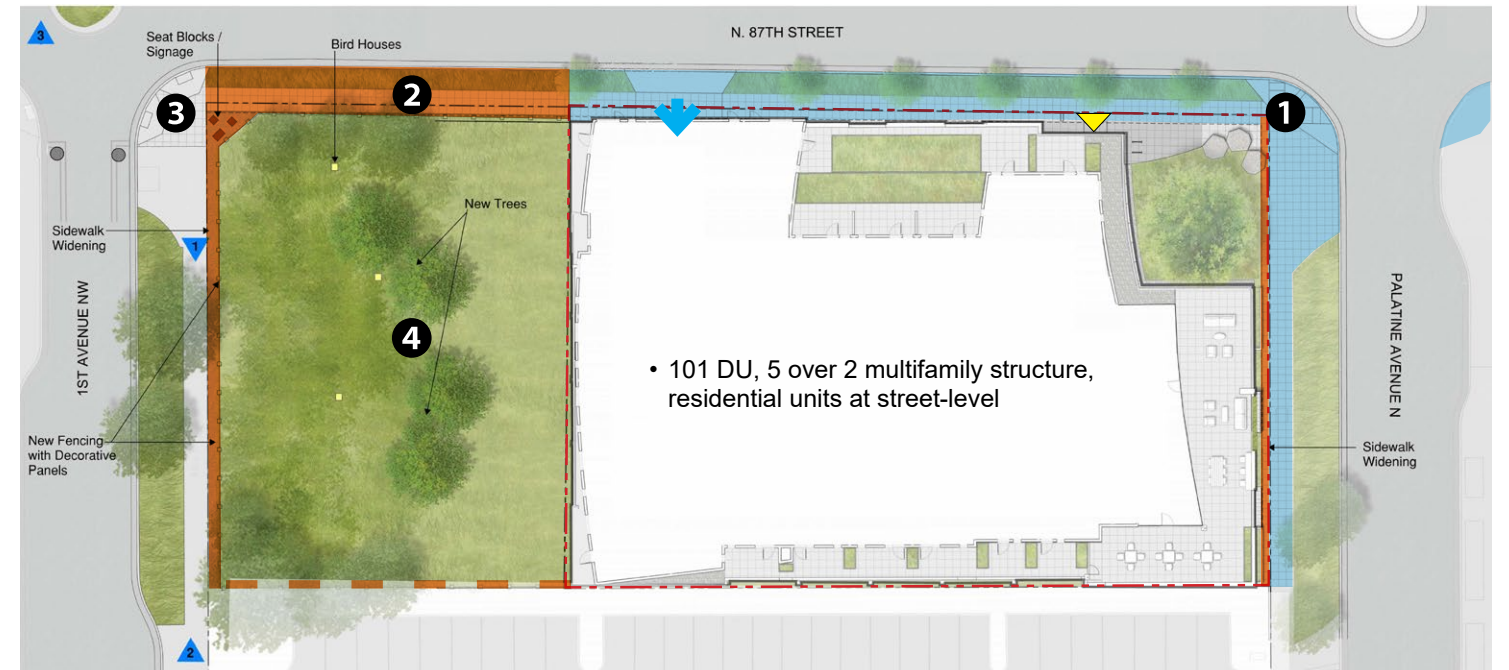 3
Seat Blocks /
Signage
Bird Houses
N. 87TH STREET
3
2
1
New Trees
Sidewalk
Widening
1
1ST AVENUE NW
4
• 101 DU, 5 over 2 multifamily structure,
residential units at street-level
PALATINE AVENUE N
New Fencing
with Decorative
Panels
Sidewalk
Widening
2